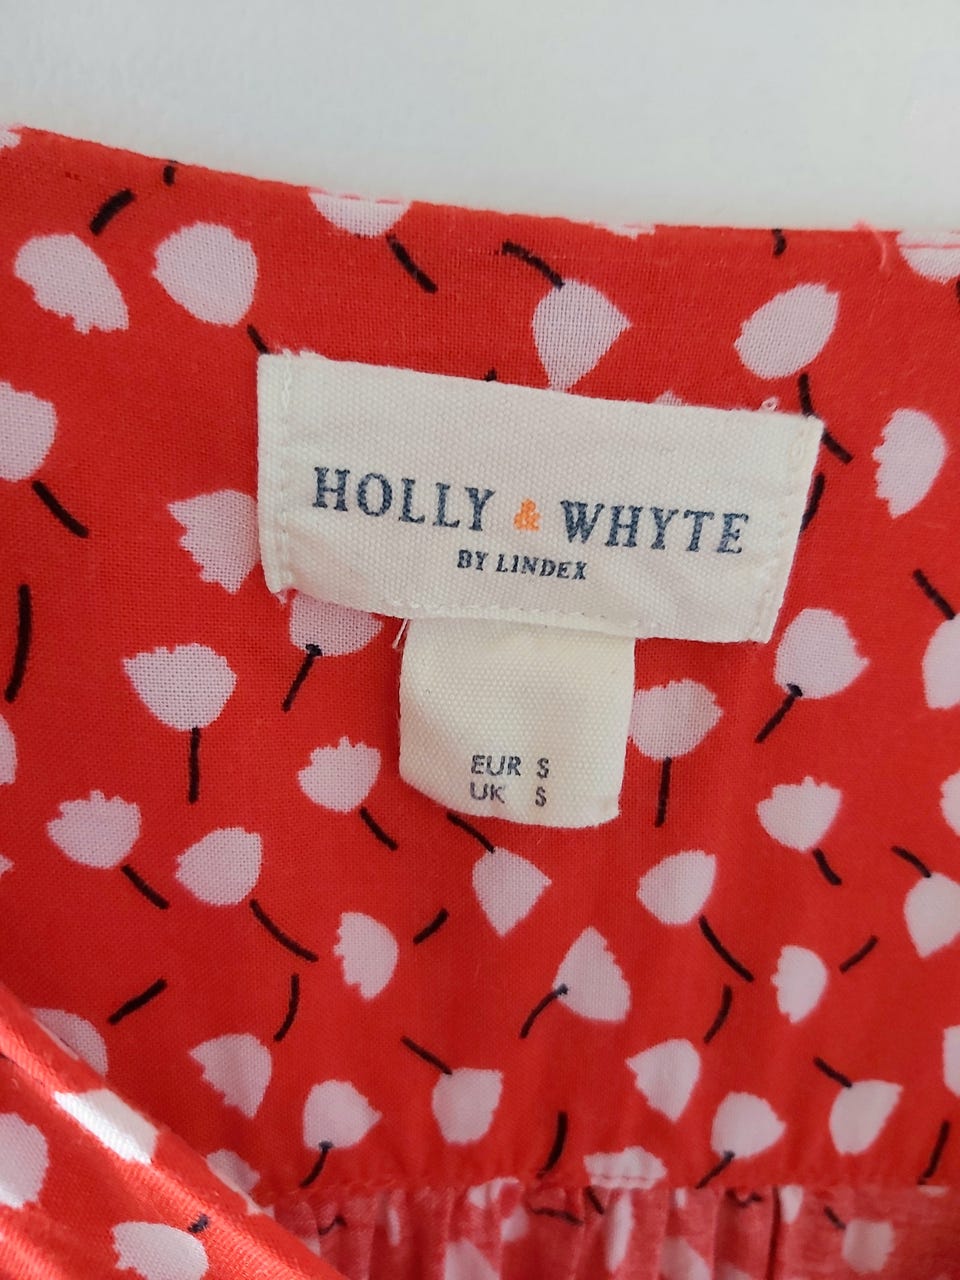 HOLLY & WHYTE
BY LINDEX
EUR S
UK S